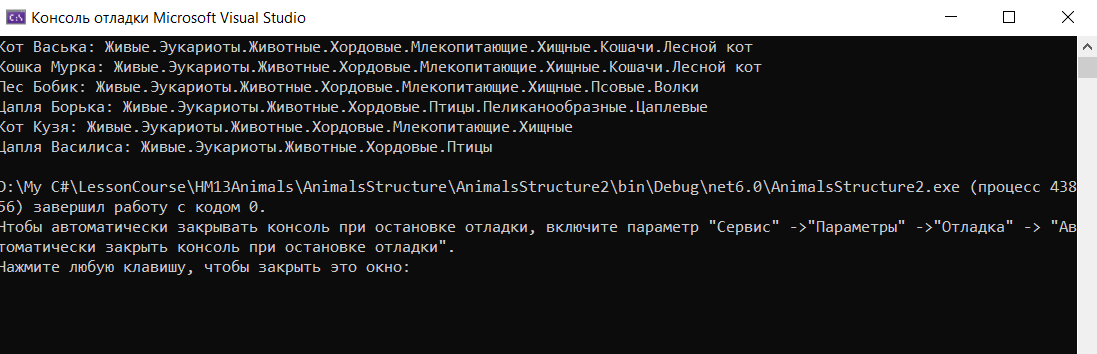 Консоль отладки Microsoft Visual Studio
Кот Васька: Живые.Эукариоты.Животные.Хордовые.Млекопитающие.Хищные.Кошачи.Лесной кот
Кошка Мурка: Живые.Эукариоты.Животные.Хордовые.Млекопитающие.Хищные.Кошачи.Лесной кот
Пес Бобик: Живые.Эукариоты.Животные.Хордовые.Млекопитающие.Хищные.Псовые.Волки
Цапля Борька: Живые.Эукариоты.Животные.Хордовые.Птицы.Пеликанообразные.Цаплевые
Кот Кузя: Живые.Эукариоты.Животные.Хордовые.Млекопитающие.Хищные
Цапля Василиса: Живые.Эукариоты.Животные.Хордовые.Птицы
D:\My C#\LessonCourse\HM13Animals\AnimalsStructure\AnimalsStructure2\bin\Debug\net6.0\AnimalsStructure2.exe (процесс 438
56) завершил работу с кодом 0.
Чтобы автоматически закрывать консоль при остановке отладки, включите параметр "Сервис" ->"Параметры" ->"Отладка" -> "Ав
томатически закрыть консоль при остановке отладки".
Нажмите любую клавишу, чтобы закрыть это окно: